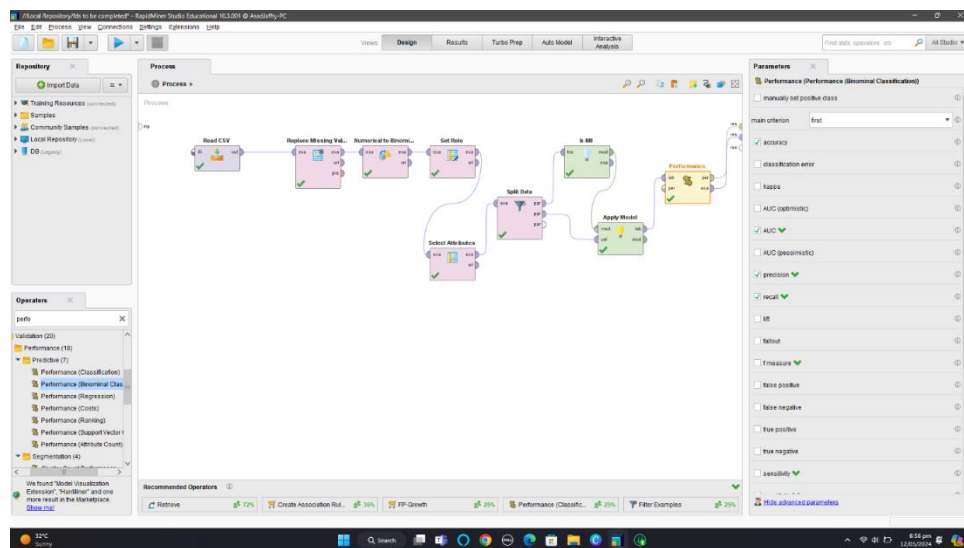 //Local Repository/fds to be completed* – RapidMiner Studio Educational 10.3.001 @ AsadJaffry-PC
File Edit Process View Connections Settings Extensions Help
Views: Design Results Turbo Prep Auto Model Interactive Analysis
Find data, operators...etc
All Studio
Repository
Import Data
Training Resources (connected)
Samples
Community Samples (connected)
Local Repository (Local)
DB (Legacy)
Operators
perfo
Validation (20)
Performance (18)
Predictive (7)
Performance (Classification)
Performance (Binominal Clas
Performance (Regression)
Performance (Costs)
Performance (Ranking)
Performance (Support Vector
Performance (Attribute Count)
Segmentation (4)
We found "Model Visualization
Extension", "HanMiner" and one
more result in the Marketplace.
Show me!
Process
Process
Process
inp
Read CSV
Replace Missing Val...
Numerical to Binomi...
Set Role
k-NN
Performance
Split Data
Apply Model
Select Attributes
Recommended Operators
Retrieve 72%
Create Association Rul... 36%
FP-Growth 25%
Performance (Classific... 25%
Filter Examples 25%
Parameters
Performance (Performance (Binominal Classification))
manually set positive class
main criterion first
accuracy
classification error
kappa
AUC (optimistic)
AUC
AUC (pessimistic)
precision
recall
lift
fallout
f measure
false positive
false negative
true positive
true negative
sensitivity
Hide advanced parameters
32°C
Sunny
Search
6:56 pm
12/05/2024